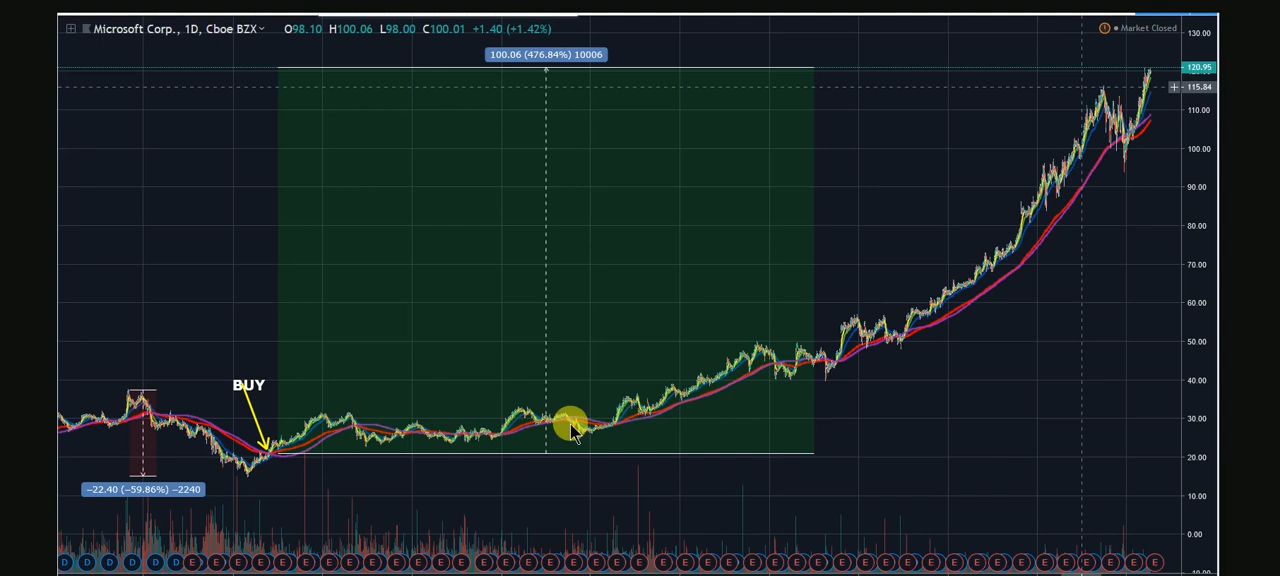 Microsoft Corp., 1D, Cboe BZX O98.10 H100.06 L98.00 C100.01 +1.40 (+1.42%)
Market Closed
130.00
100.06 (476.84%) 10006
120.95
115.84
110.00
100.00
90.00
80.00
70.00
60.00
50.00
40.00
BUY
30.00
20.00
−22.40 (−59.86%) −2240
10.00
0.00
D D D D D D E E E E E E E E E E E E E E E E E E E E E E E E E E E E E E E E E E E E E E E E E